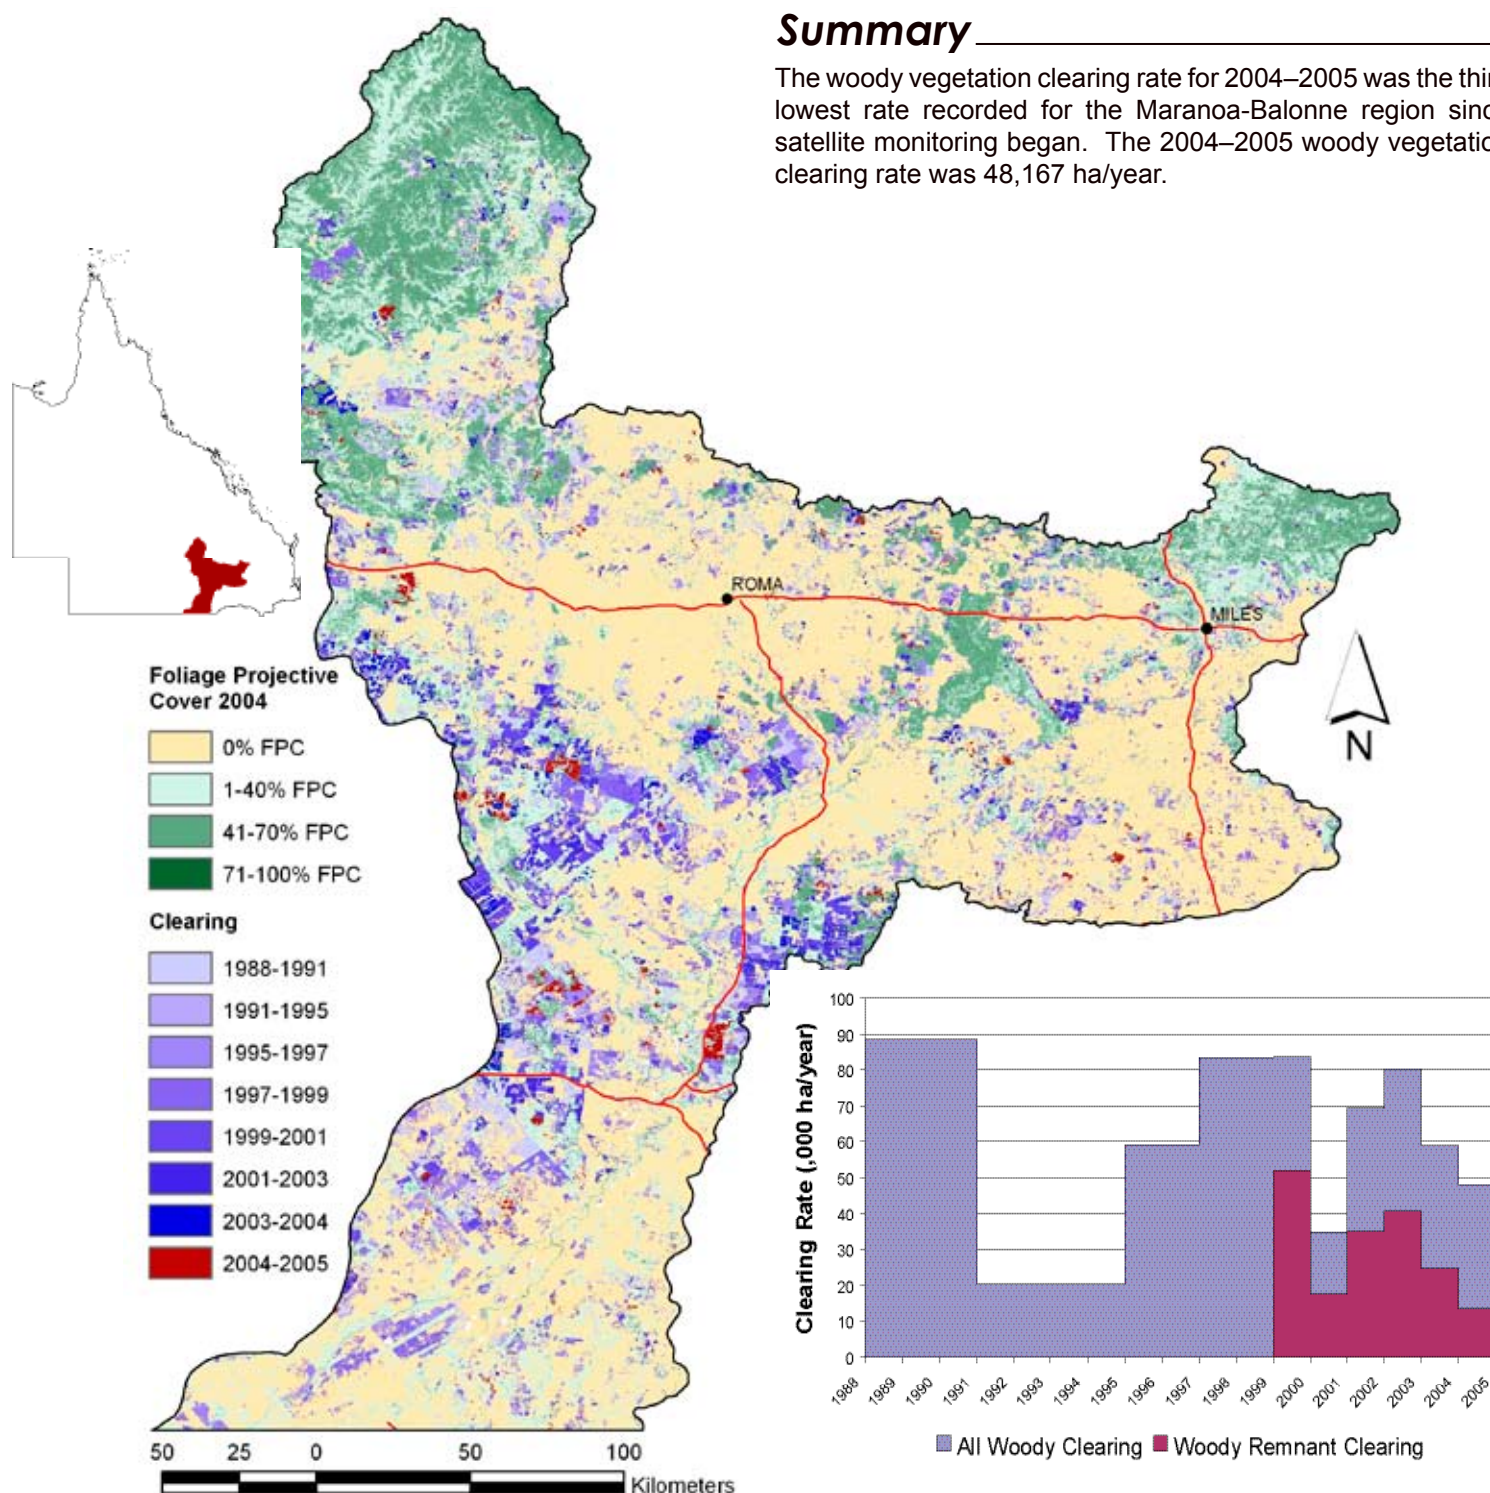 Summary
The woody vegetation clearing rate for 2004–2005 was the thir
lowest rate recorded for the Maranoa-Balonne region sinc
satellite monitoring began. The 2004–2005 woody vegetatio
clearing rate was 48,167 ha/year.
ROMA
MILES
N
Foliage Projective
Cover 2004
0% FPC
1-40% FPC
41-70% FPC
71-100% FPC
Clearing
1988-1991
1991-1995
1995-1997
1997-1999
1999-2001
2001-2003
2003-2004
2004-2005
50 25 0 50 100
Kilometers
Clearing Rate (,000 ha/year)
100
90
80
70
60
50
40
30
20
10
0
1988 1989 1990 1991 1992 1993 1994 1995 1996 1997 1998 1999 2000 2001 2002 2003 2004 2005
All Woody Clearing Woody Remnant Clearing